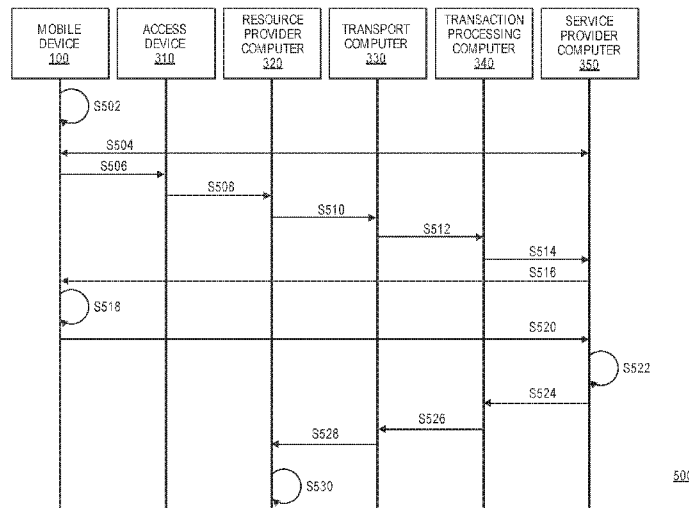 MOBILE
DEVICE
100
ACCESS
DEVICE
310
RESOURCE
PROVIDER
COMPUTER
320
TRANSPORT
COMPUTER
330
TRANSACTION
PROCESSING
COMPUTER
340
SERVICE
PROVIDER
COMPUTER
350
S502
S504
S506
S508
S510
S512
S514
S516
S518
S520
S522
S524
S526
S528
S530
500